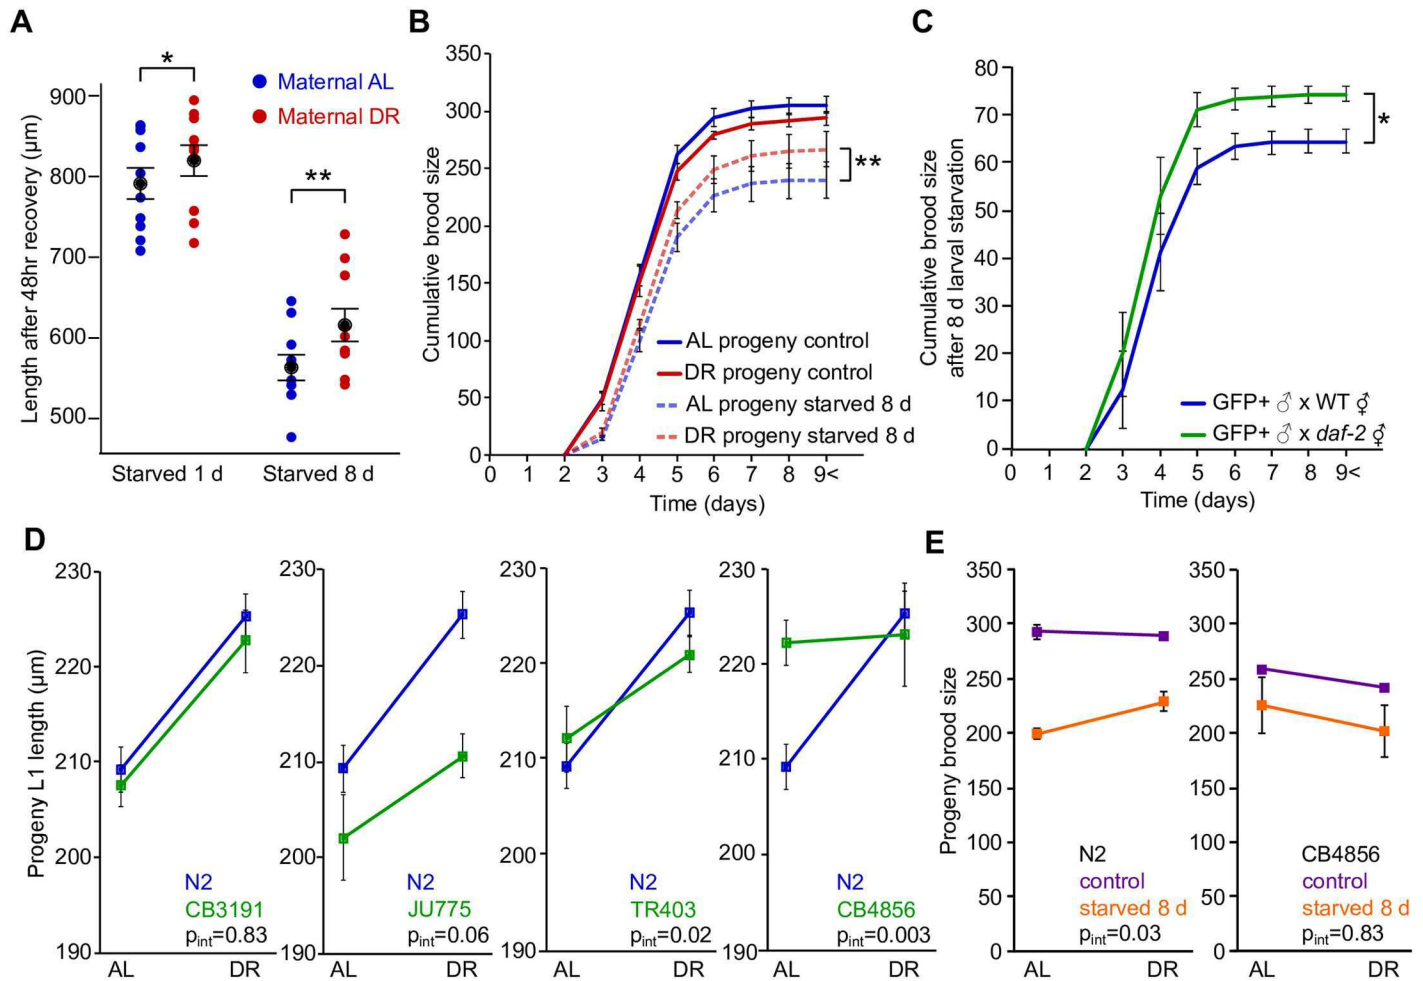 A
Length after 48hr recovery (µm)
900
800
700
600
500
*
**
Maternal AL
Maternal DR
Starved 1 d
Starved 8 d
B
Cumulative brood size
350
300
250
200
150
100
50
0
**
AL progeny control
DR progeny control
AL progeny starved 8 d
DR progeny starved 8 d
0 1 2 3 4 5 6 7 8 9<
Time (days)
C
Cumulative brood size
after 8 d larval starvation
80
70
60
50
40
30
20
10
0
*
GFP+ ♂ x WT ⚥
GFP+ ♂ x daf-2 ⚥
0 1 2 3 4 5 6 7 8 9<
Time (days)
D
Progeny L1 length (µm)
230
220
210
200
190
N2
CB3191
pint=0.83
AL DR
230
220
210
200
190
N2
JU775
pint=0.06
AL DR
230
220
210
200
190
N2
TR403
pint=0.02
AL DR
230
220
210
200
190
N2
CB4856
pint=0.003
AL DR
E
Progeny brood size
350
300
250
200
150
100
50
0
N2
control
starved 8 d
pint=0.03
AL DR
350
300
250
200
150
100
50
0
CB4856
control
starved 8 d
pint=0.83
AL DR